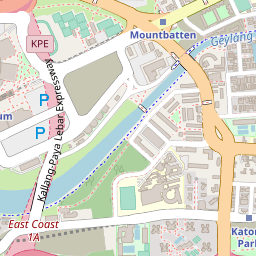 Mountbatten
KPE
Geylang
P
um
P
Kallang-Paya Lebar Expressway
East Coast
1A
Katon
Park